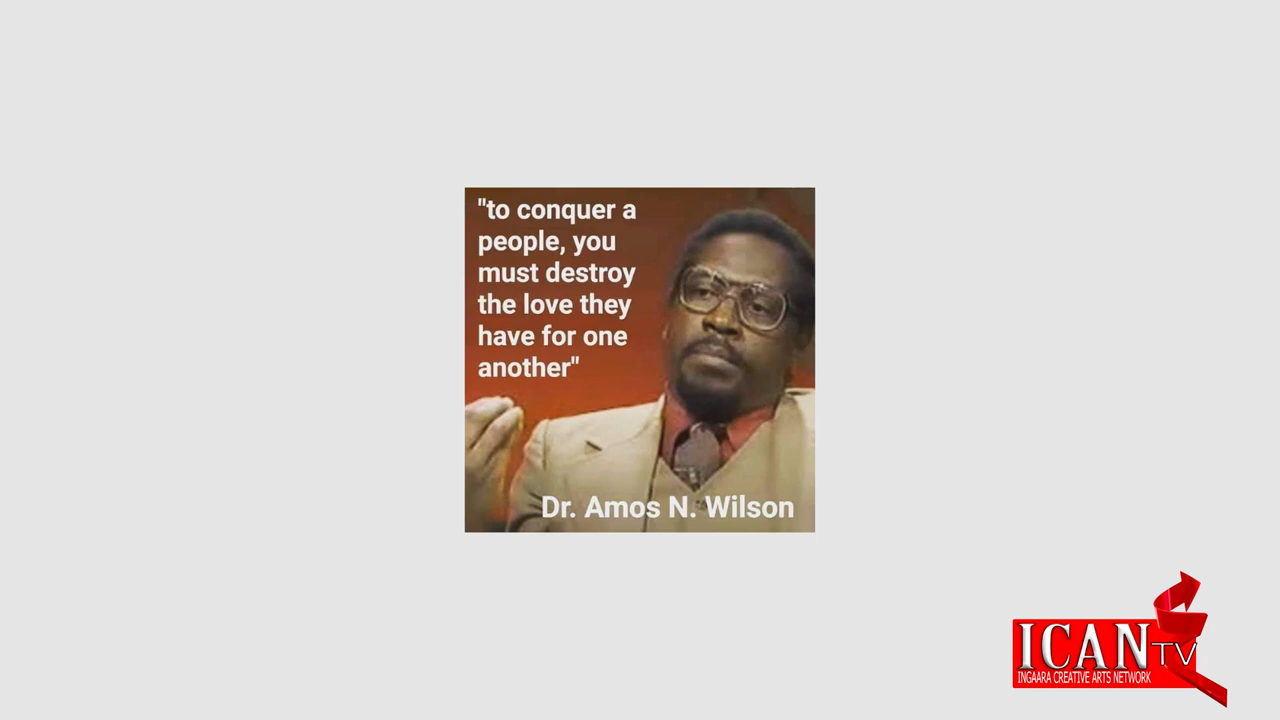 "to conquer a
people, you
must destroy
the love they
have for one
another"
Dr. Amos N. Wilson
ICAN TV
INGAARA CREATIVE ARTS NETWORK